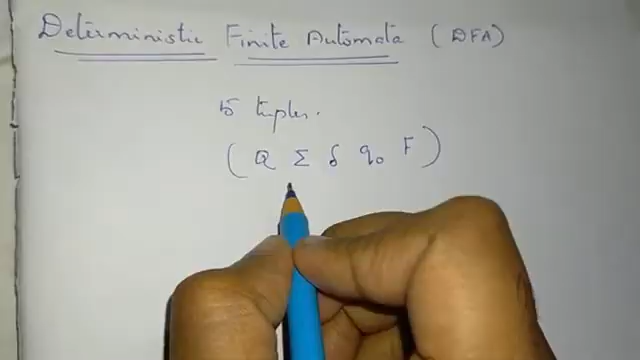 Deterministic Finite Automata (DFA)
5 tuples.
(Q Σ δ q₀ F)